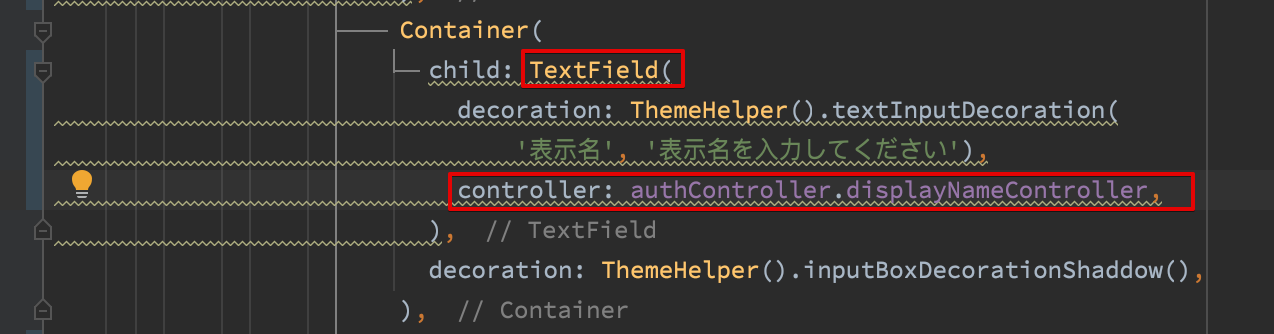 Container(
child: TextField(
decoration: ThemeHelper().textInputDecoration(
'表示名', '表示名を入力してください'),
controller: authController.displayNameController,
), // TextField
decoration: ThemeHelper().inputBoxDecorationShaddow(),
), // Container